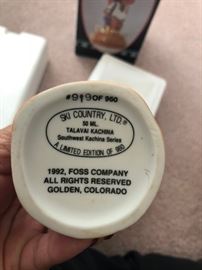 #919 OF 960
SKI COUNTRY, LTD.®
50 ML.
TALAVAI KACHINA
Southwest Kachina Series
A LIMITED EDITION OF 960
1992, FOSS COMPANY
ALL RIGHTS RESERVED
GOLDEN, COLORADO